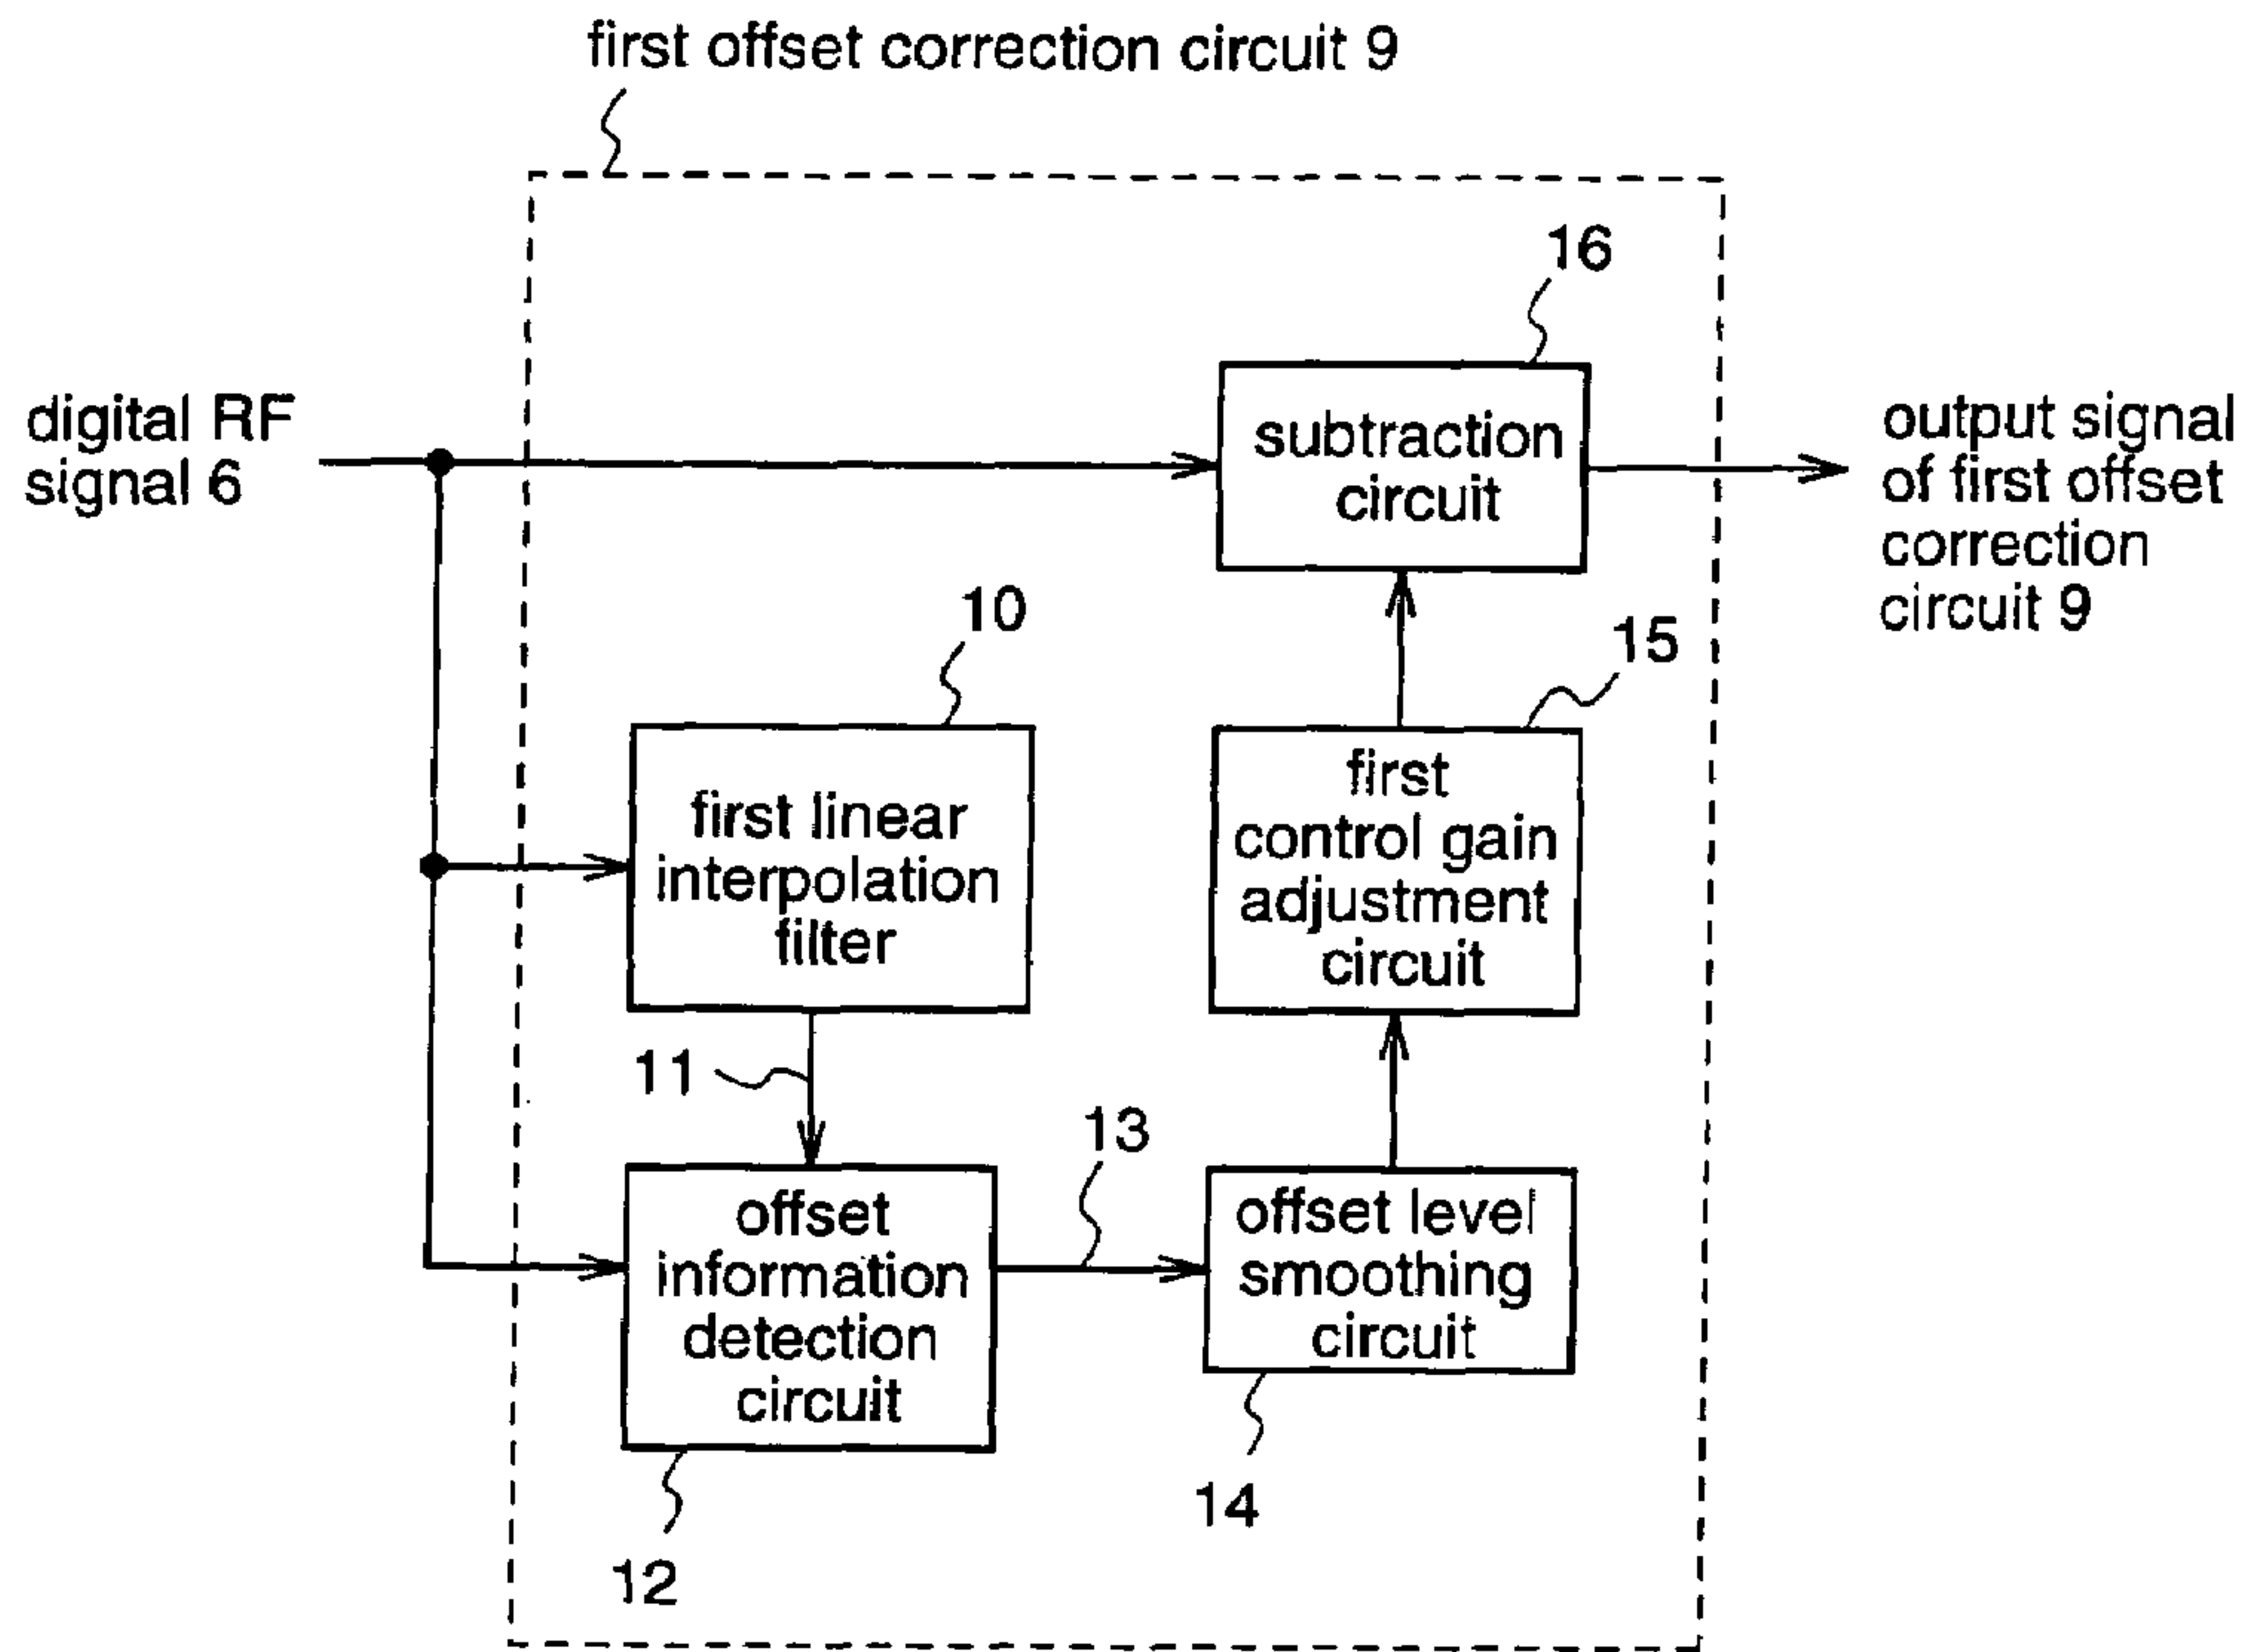 first offset correction circuit 9
16
digital RF
signal 6
subtraction
circuit
output signal
of first offset
correction
circuit 9
10
15
first linear
interpolation
filter
first
control gain
adjustment
circuit
11
13
offset
information
detection
circuit
offset level
smoothing
circuit
14
12